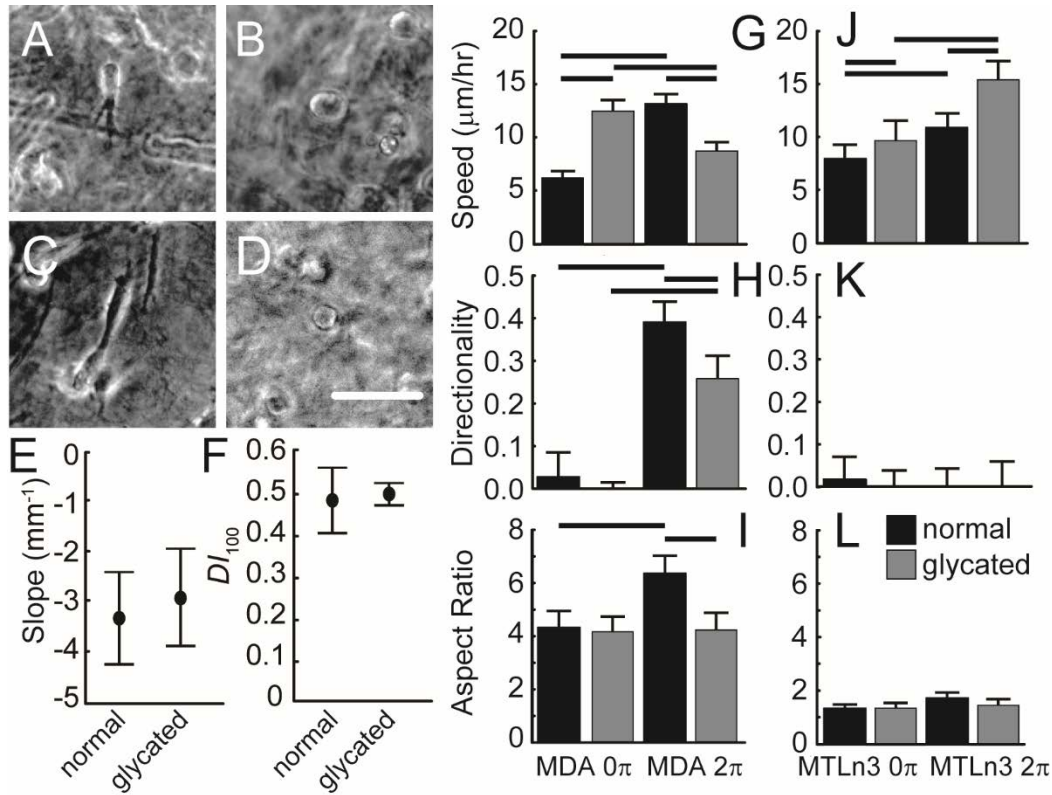 A
B
C
D
E
Slope (mm⁻¹)
0
-1
-2
-3
-4
-5
normal
glycated
F
DI₁₀₀
0.6
0.5
0.4
0.3
0.2
0.1
0
normal
glycated
G
Speed (μm/hr)
20
15
10
5
0
J
20
15
10
5
0
H
Directionality
0.5
0.4
0.3
0.2
0.1
0.0
K
0.5
0.4
0.3
0.2
0.1
0.0
I
Aspect Ratio
8
6
4
2
0
MDA 0π MDA 2π
L
normal
glycated
8
6
4
2
0
MTLn3 0π MTLn3 2π